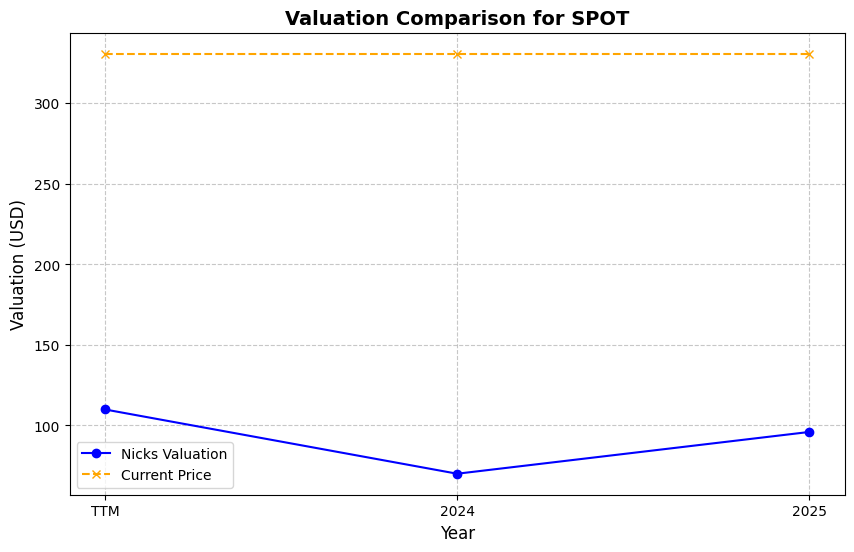 Valuation Comparison for SPOT
Valuation (USD)
300
250
200
150
100
Nicks Valuation
Current Price
TTM
2024
2025
Year